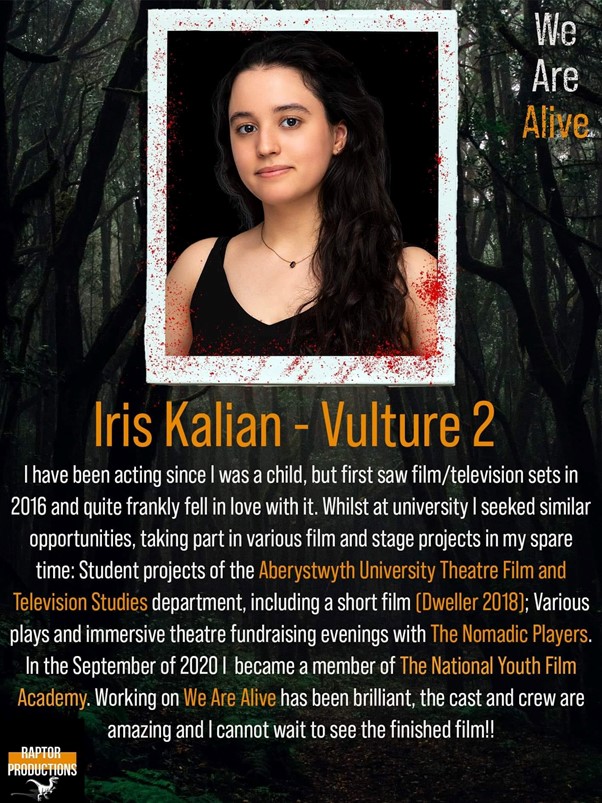 We
Are
Alive
Iris Kalian - Vulture 2
I have been acting since I was a child, but first saw film/television sets in
2016 and quite frankly fell in love with it. Whilst at university I seeked similar
opportunities, taking part in various film and stage projects in my spare
time: Student projects of the Aberystwyth University Theatre Film and
Television Studies department, including a short film (Dweller 2018); Various
plays and immersive theatre fundraising evenings with The Nomadic Players.
In the September of 2020 I became a member of The National Youth Film
Academy. Working on We Are Alive has been brilliant, the cast and crew are
amazing and I cannot wait to see the finished film!!
RAPTOR
PRODUCTIONS